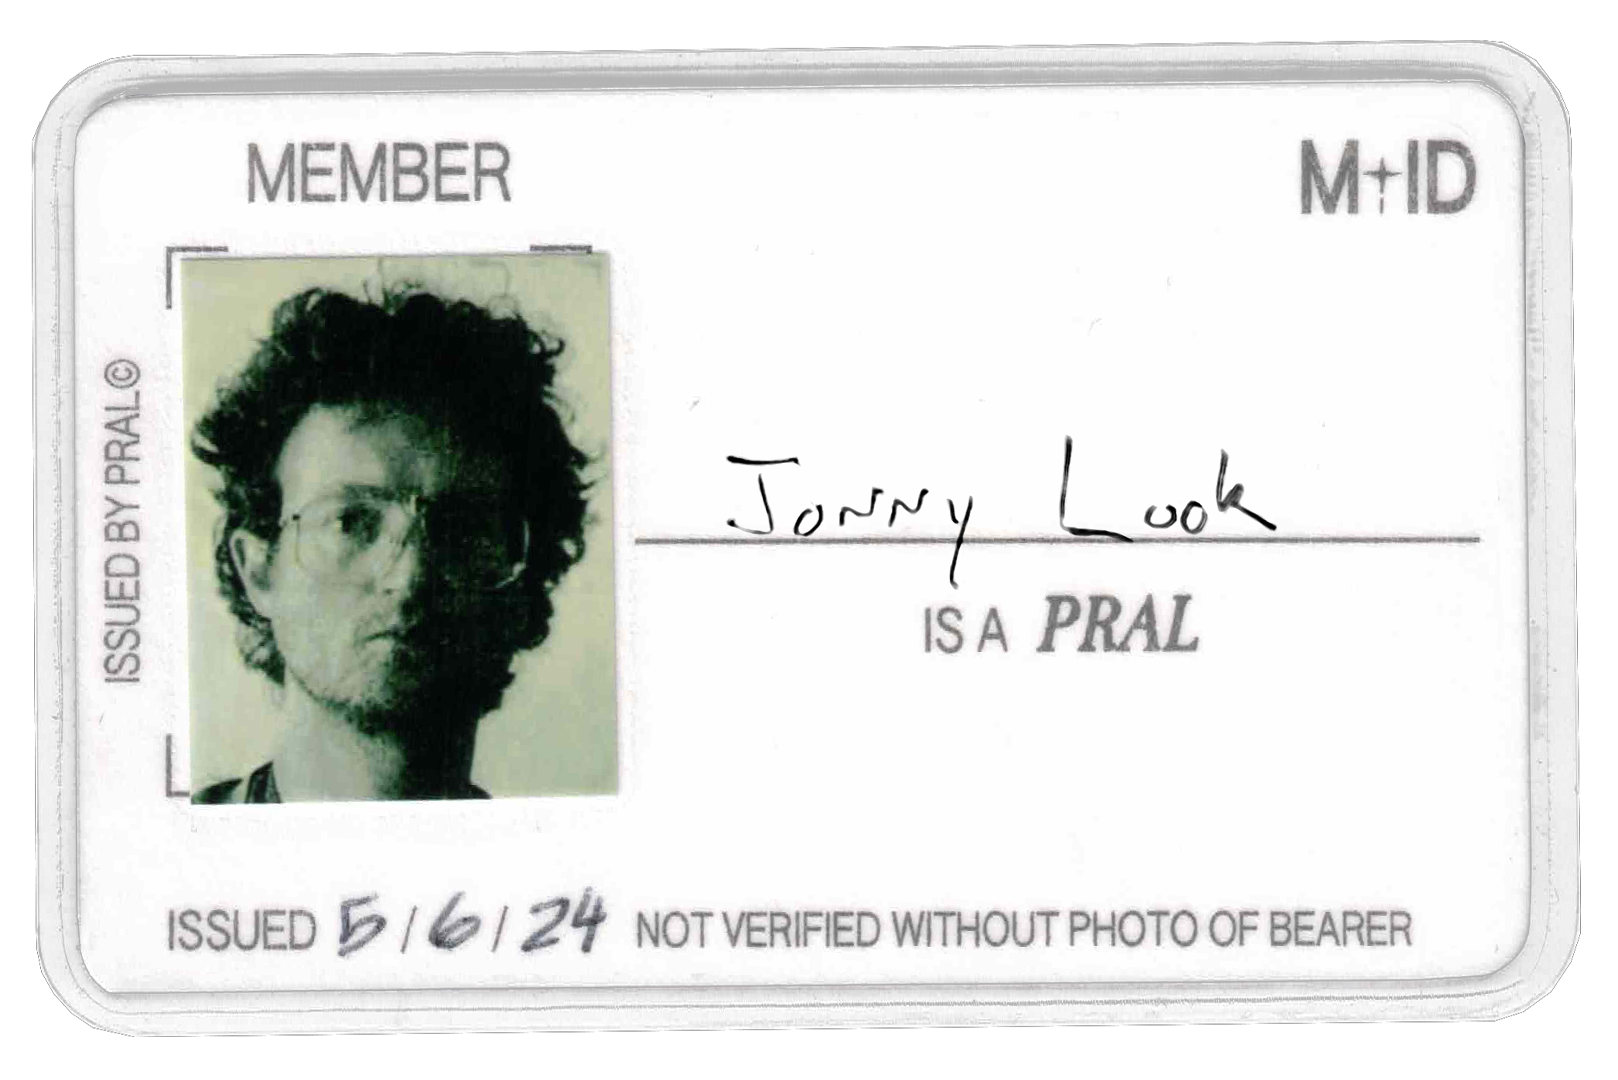 MEMBER
M+ID
ISSUED BY PRAL©
Jonny Look
IS A PRAL
ISSUED 5/6/24 NOT VERIFIED WITHOUT PHOTO OF BEARER